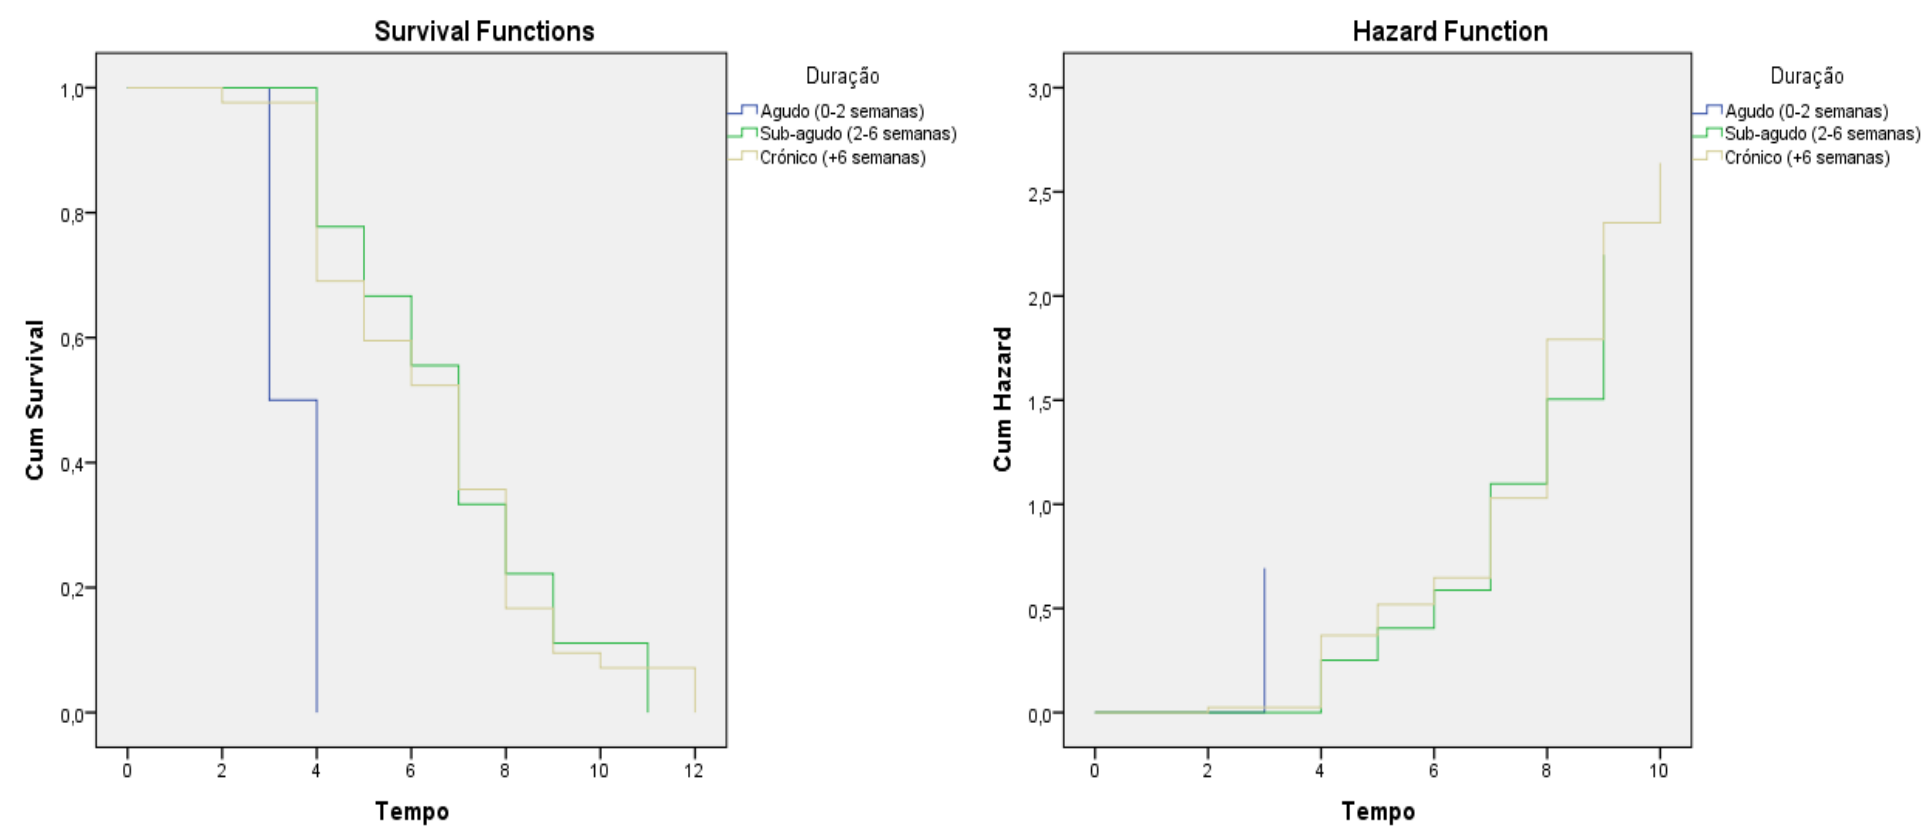 Survival Functions
Cum Survival
1,0
0,8
0,6
0,4
0,2
0,0
0 2 4 6 8 10 12
Tempo
Duração
Agudo (0-2 semanas)
Sub-agudo (2-6 semanas)
Crónico (+6 semanas)
Hazard Function
Cum Hazard
3,0
2,5
2,0
1,5
1,0
0,5
0,0
0 2 4 6 8 10
Tempo
Duração
Agudo (0-2 semanas)
Sub-agudo (2-6 semanas)
Crónico (+6 semanas)